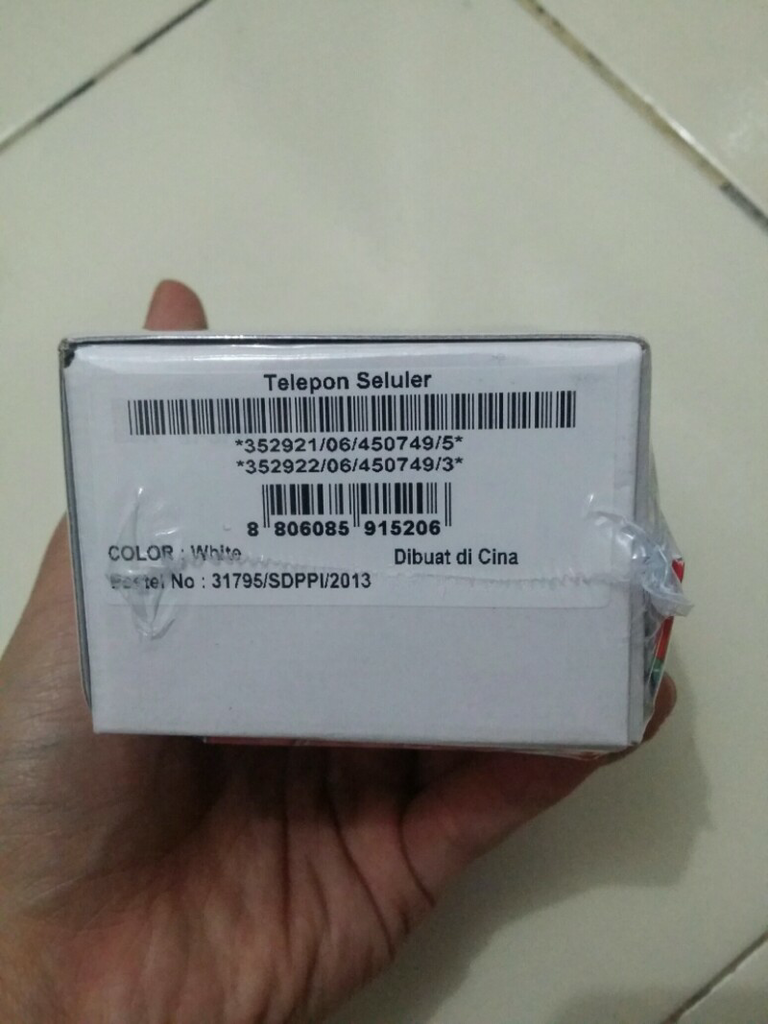 Telepon Seluler
*352921/06/450749/5*
*352922/06/450749/3*
8 806085 915206
COLOR : White
Dibuat di Cina
Postel No : 31795/SDPPI/2013